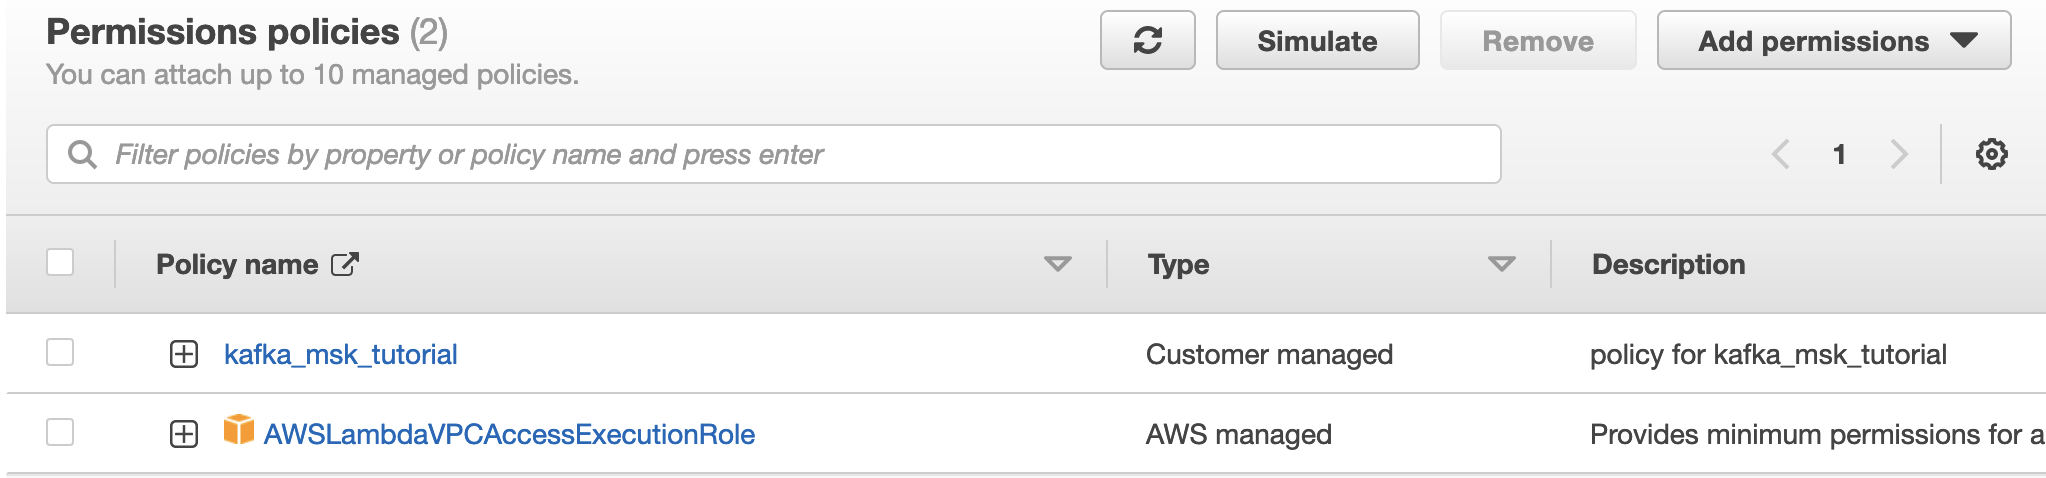 Permissions policies (2)
You can attach up to 10 managed policies.
Simulate
Remove
Add permissions
Filter policies by property or policy name and press enter
1
Policy name Type Description
kafka_msk_tutorial Customer managed policy for kafka_msk_tutorial
AWSLambdaVPCAccessExecutionRole AWS managed Provides minimum permissions for a